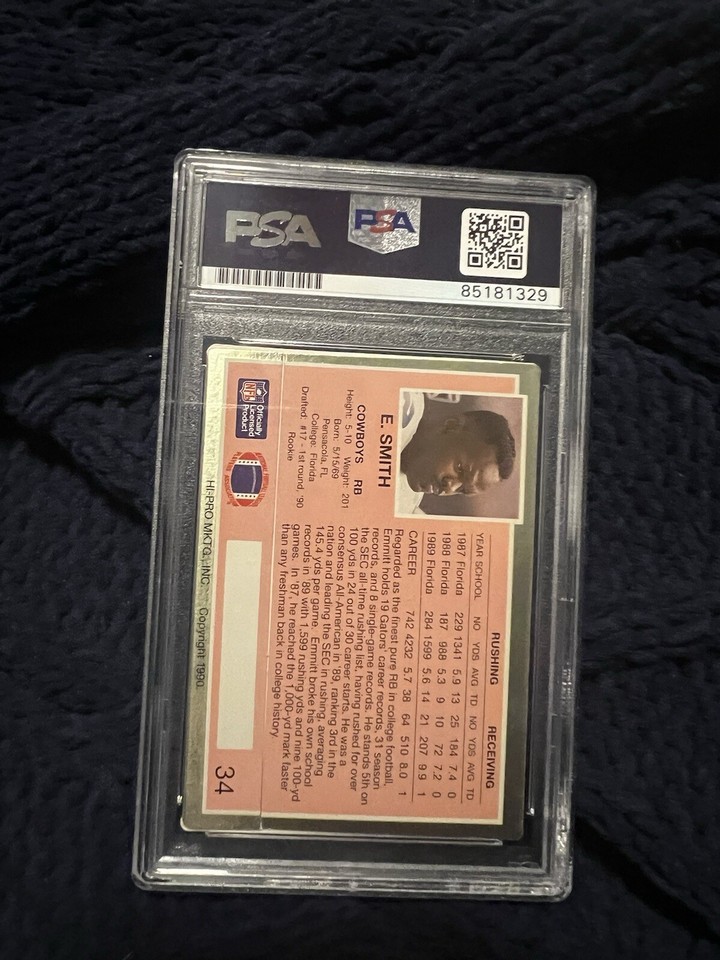 PSA
PSA
85181329
E. SMITH
COWBOYS RB
Height: 5-10 Weight: 201
Born: 5/15/69
Pensacola, FL
College: Florida
Drafted: #17 - 1st round, '90
Rookie
NFL
Officially
Licensed
Product
RUSHING RECEIVING
YEAR SCHOOL NO YDS AVG TD NO YDS AVG TD
1987 Florida 229 1341 5.9 13 25 184 7.4 0
1988 Florida 187 988 5.3 9 10 72 7.2 0
1989 Florida 284 1599 5.6 14 21 207 9.9 1
CAREER 742 4232 5.7 38 64 510 8.0 1
Regarded as the finest pure RB in college football,
Emmitt holds 19 Gators' career records, 31 season
records, and 8 single-game records. He stands 5th on
the SEC all-time rushing list, having rushed for over
100 yds in 24 out of 30 career starts. He was a
consensus All-American in '89, ranking 3rd in the
nation and leading the SEC in rushing, averaging
145.4 yds per game. Emmitt broke his own school
records in '89 with 1,599 rushing yds and nine 100-yd
games. In '87, he reached the 1,000-yd mark faster
than any freshman back in college history.
34
HI-PRO MKTG., INC. Copyright 1990